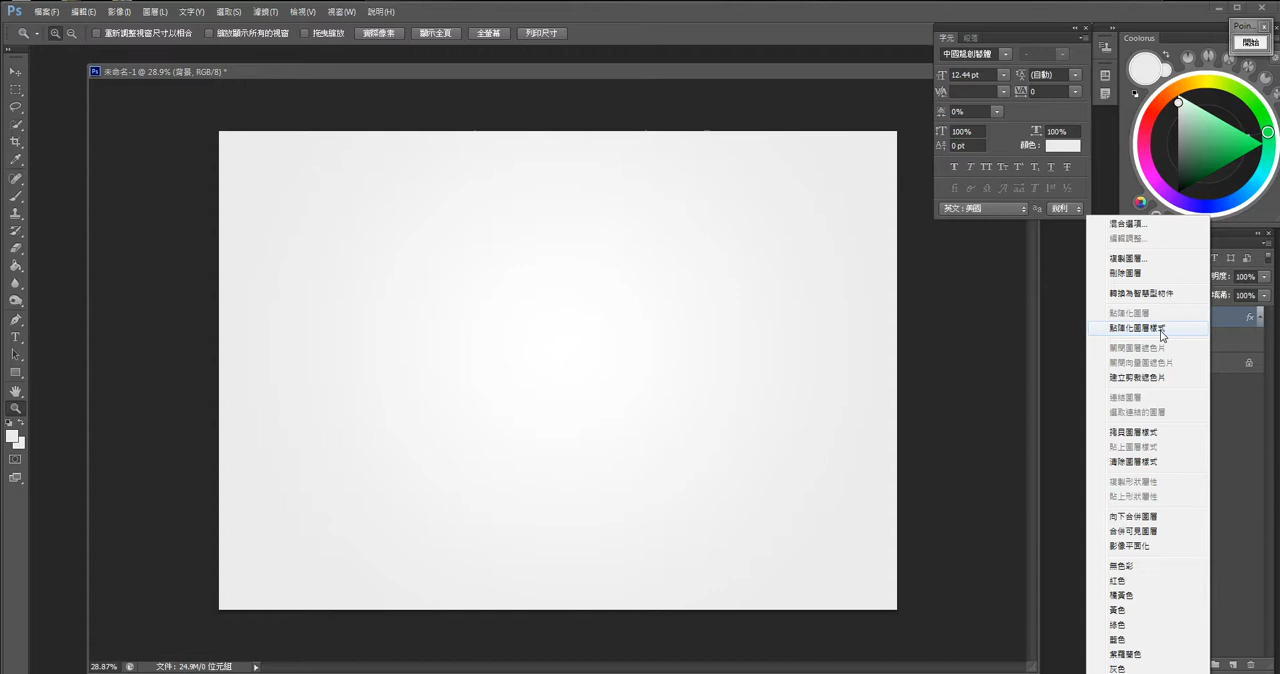 Ps 檔案(F) 編輯(E) 影像(I) 圖層(L) 文字(Y) 選取(S) 濾鏡(T) 檢視(V) 視窗(W) 說明(H)
重新調整視窗尺寸以相合 縮放顯示所有的視窗 拖曳縮放 實際像素 顯示全頁 全螢幕 列印尺寸
Poin...
開始
Ps 未命名-1 @ 28.9% (背景, RGB/8) *
字元 段落
中國龍創藝體 -
12.44 pt (自動)
0
0%
100% 100%
0 pt 顏色:
英文:美國 銳利
Coolorus
混合選項...
編輯調整...
複製圖層...
刪除圖層
轉換為智慧型物件
點陣化圖層
點陣化圖層樣式
關閉圖層遮色片
關閉向量圖遮色片
建立剪裁遮色片
連結圖層
選取連結的圖層
拷貝圖層樣式
貼上圖層樣式
清除圖層樣式
複製形狀屬性
貼上形狀屬性
向下合併圖層
合併可見圖層
影像平面化
無色彩
紅色
橘黃色
黃色
綠色
藍色
紫羅蘭色
灰色
明度: 100%
填滿: 100%
fx
28.87% 文件: 24.9M/0 位元組